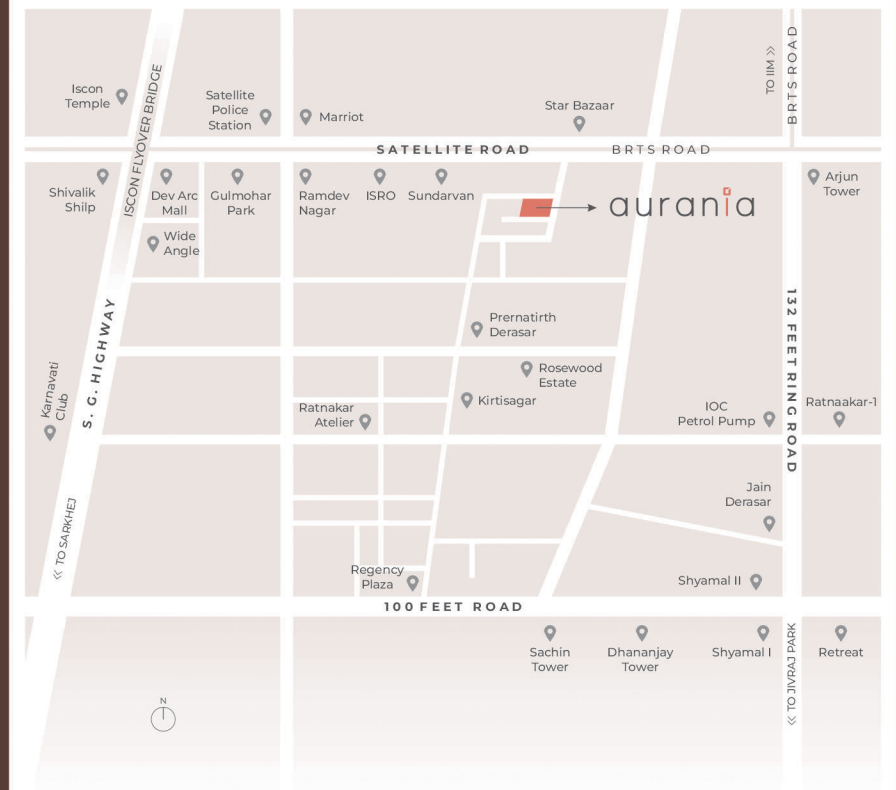 TO IIM >>
BRTS ROAD
Iscon
Temple
ISCON FLYOVER BRIDGE
Satellite
Police
Station
Marriot
Star Bazaar
SATELLITE ROAD
BRTS ROAD
Shivalik
Shilp
Dev Arc
Mall
Gulmohar
Park
Ramdev
Nagar
ISRO
Sundarvan
Arjun
Tower
aurania
Wide
Angle
S. G. HIGHWAY
132 FEET RING ROAD
Prernatirth
Derasar
Rosewood
Estate
Karnavati
Club
Kirtisagar
Ratnakar
Atelier
IOC
Petrol Pump
Ratnaakar-1
<< TO SARKHEJ
Jain
Derasar
Regency
Plaza
Shyamal II
100 FEET ROAD
Sachin
Tower
Dhananjay
Tower
Shyamal I
Retreat
<< TO JIVRAJ PARK
N